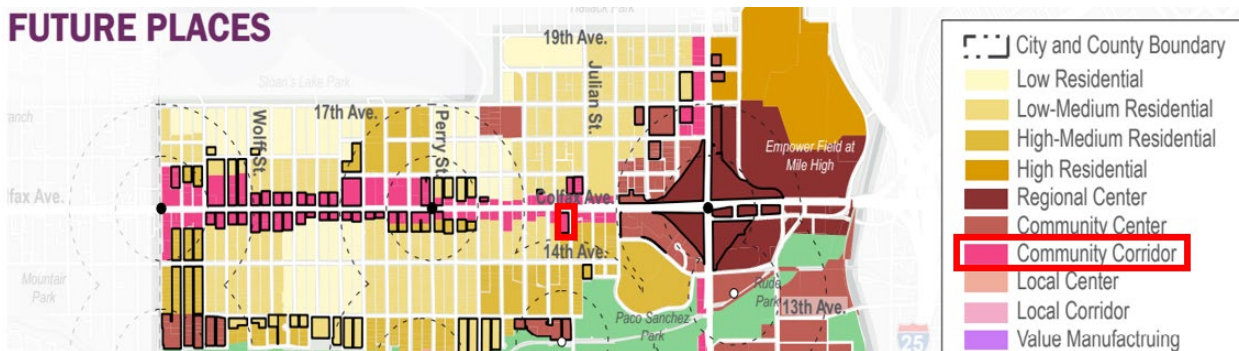 FUTURE PLACES
Sloan's Lake Park
19th Ave.
Julian St.
17th Ave.
Wolff St.
Perry St.
Empower Field at
Mile High
fax Ave.
Colfax Ave.
14th Ave.
Mountair
Park
Paco Sanchez
Park
Rude
Park
13th Ave.
25
City and County Boundary
Low Residential
Low-Medium Residential
High-Medium Residential
High Residential
Regional Center
Community Center
Community Corridor
Local Center
Local Corridor
Value Manufactruing